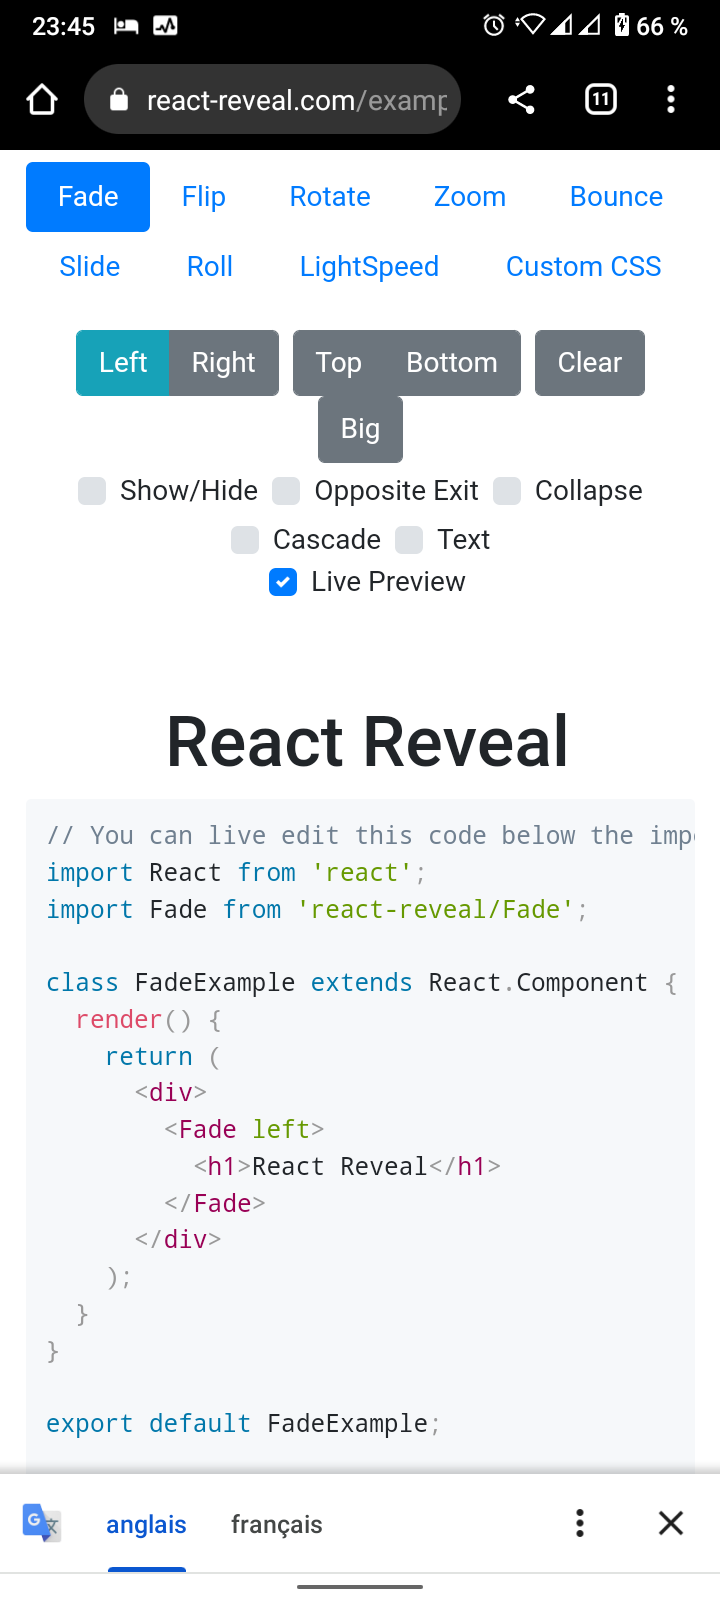 23:45 66 %
react-reveal.com/examp 11
Fade Flip Rotate Zoom Bounce
Slide Roll LightSpeed Custom CSS
Left Right Top Bottom Clear
Big
Show/Hide Opposite Exit Collapse
Cascade Text
Live Preview
React Reveal
// You can live edit this code below the imp
import React from 'react';
import Fade from 'react-reveal/Fade';
class FadeExample extends React.Component {
render() {
return (
<div>
<Fade left>
<h1>React Reveal</h1>
</Fade>
</div>
);
}
}
export default FadeExample;
G 文 anglais français